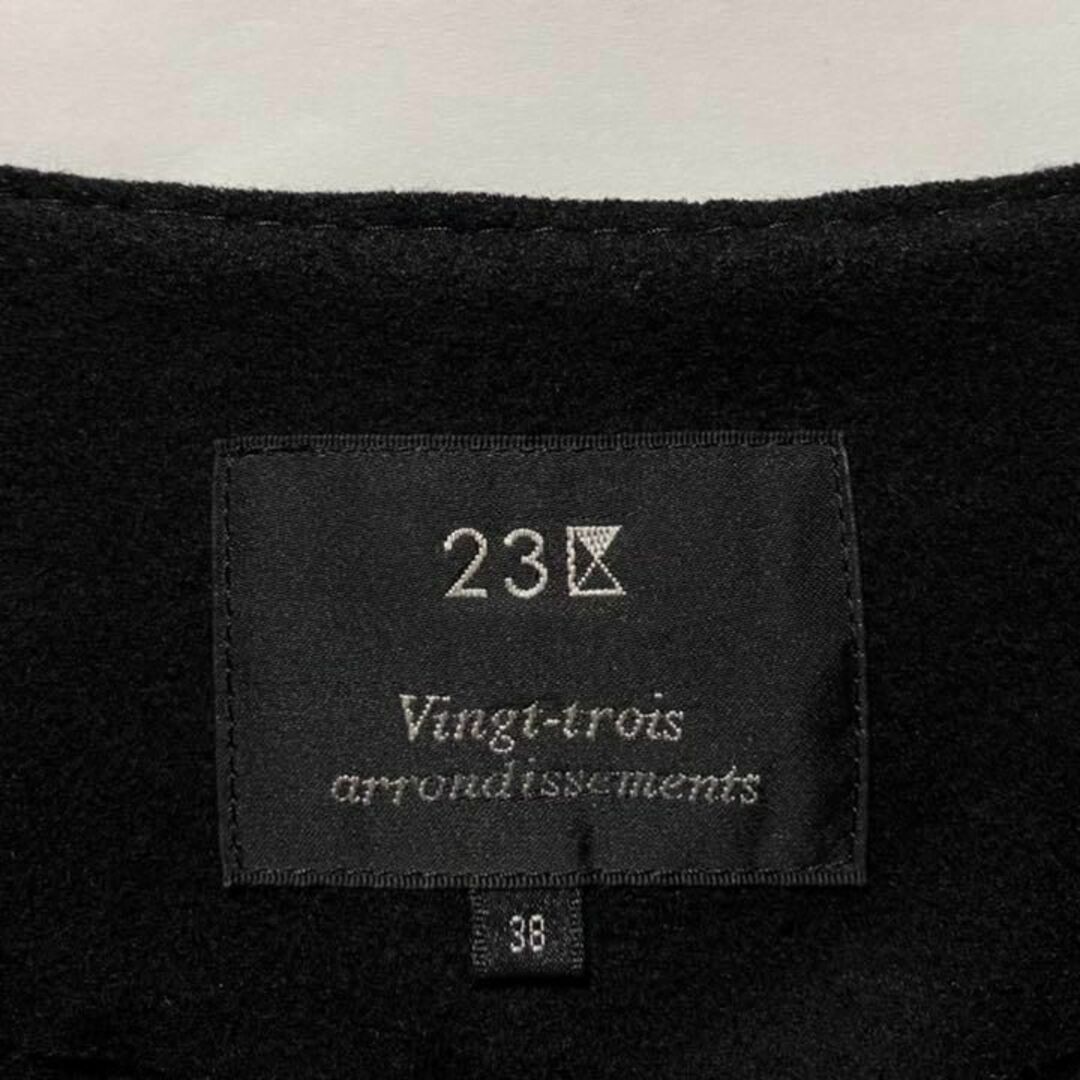 23区
Vingt-trois
arrondissements
38